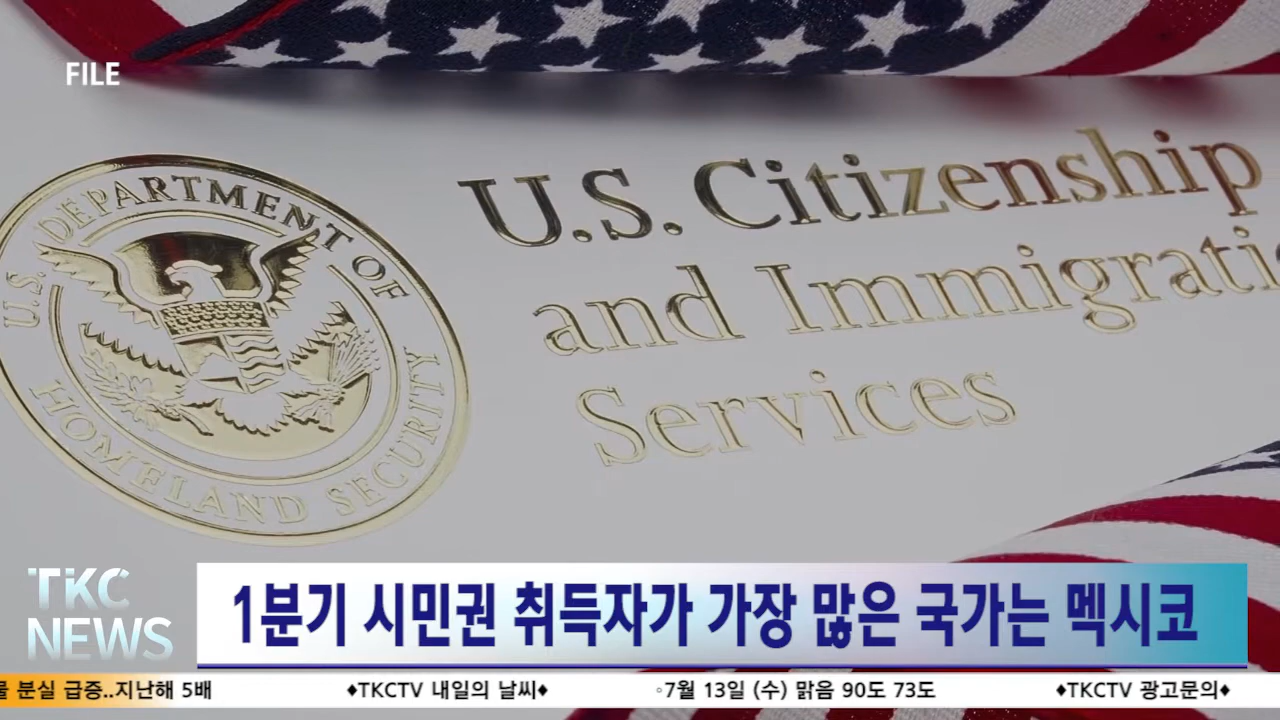 FILE
U.S. DEPARTMENT OF HOMELAND SECURITY
U.S. Citizenship
and Immigrati
Services
TKC
NEWS
1분기 시민권 취득자가 가장 많은 국가는 멕시코
분실 급증..지난해 5배 ♦TKCTV 내일의 날씨♦ ◦7월 13일 (수) 맑음 90도 73도 ♦TKCTV 광고문의♦